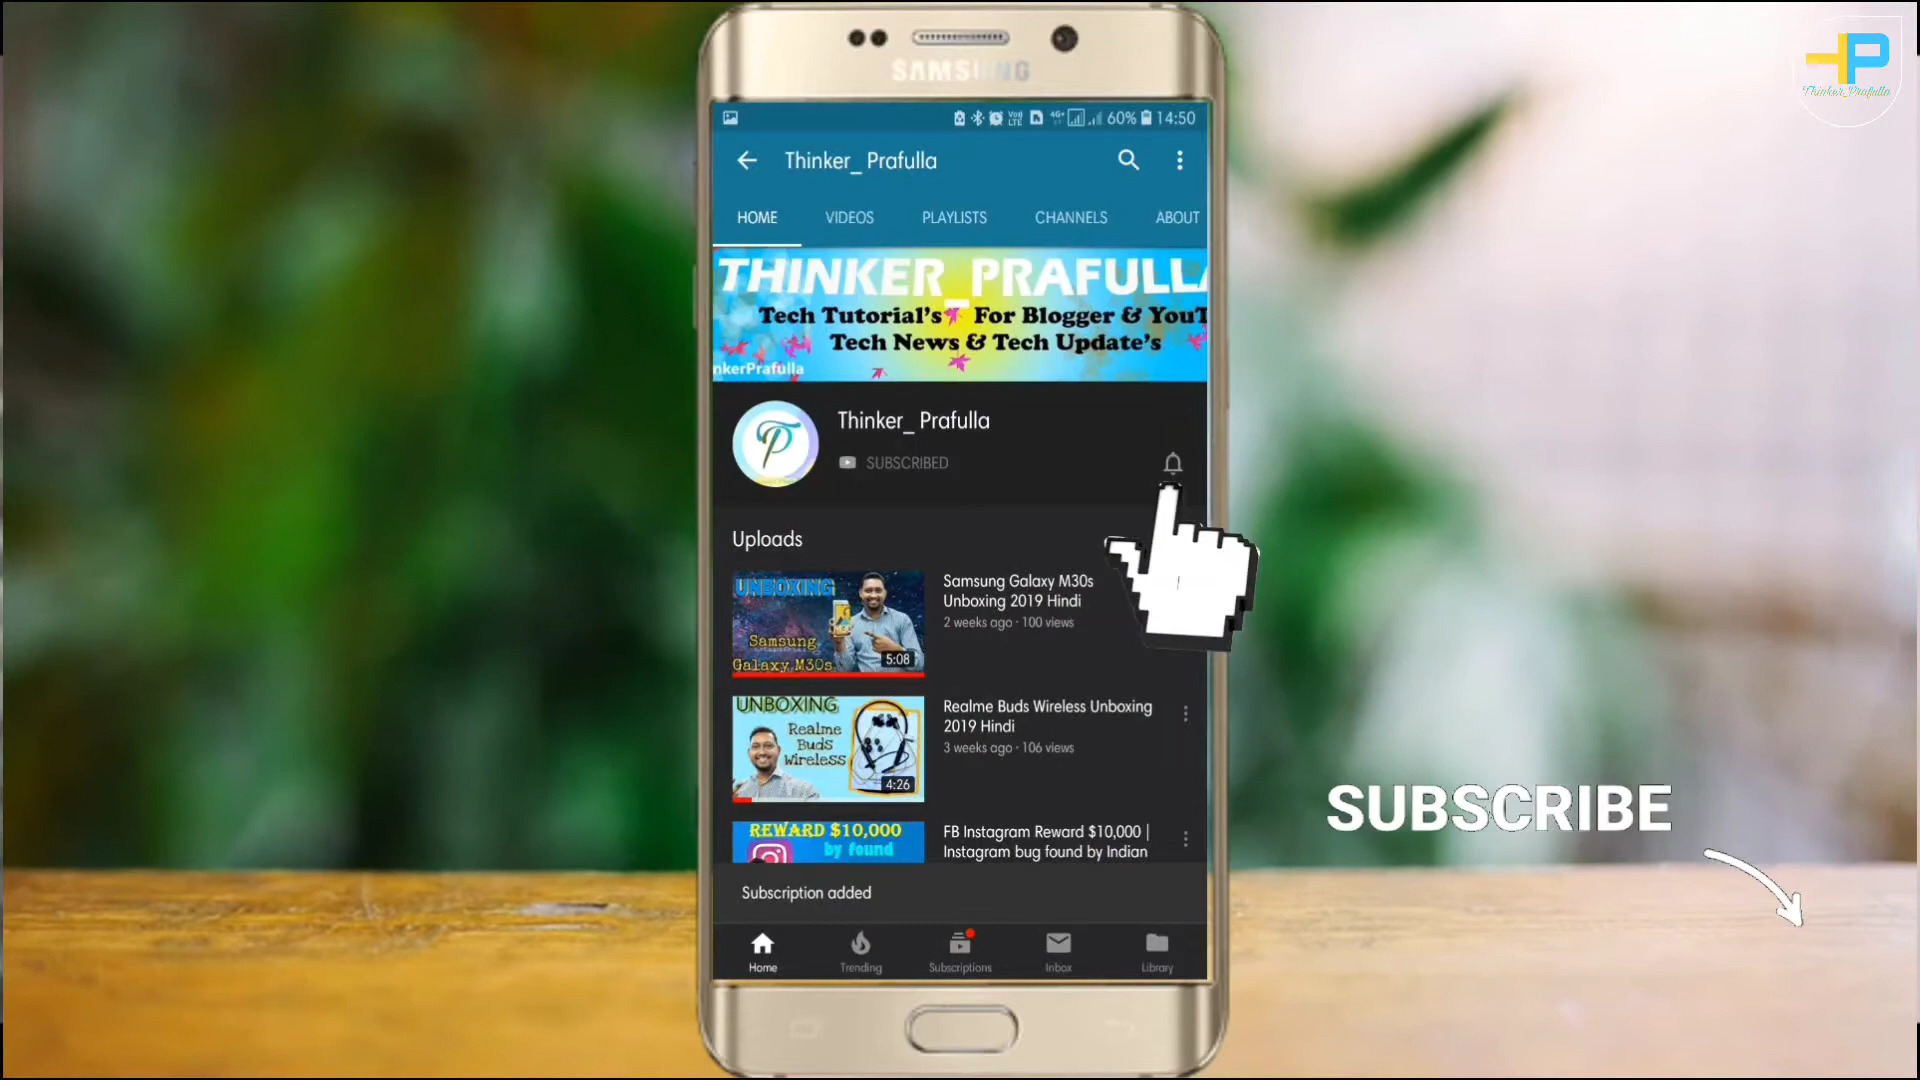 SAMSUNG
Thinker_Prafulla
4G+
60%
14:50
Thinker_ Prafulla
HOME
VIDEOS
PLAYLISTS
CHANNELS
ABOUT
THINKER_PRAFULLA
Tech Tutorial's For Blogger & YouT
Tech News & Tech Update's
nkerPrafulla
Thinker_ Prafulla
SUBSCRIBED
Uploads
UNBOXING
Samsung
Galaxy M30s
5:08
Samsung Galaxy M30s
Unboxing 2019 Hindi
2 weeks ago · 100 views
UNBOXING
Realme
Buds
Wireless
4:26
Realme Buds Wireless Unboxing
2019 Hindi
3 weeks ago · 106 views
REWARD $10,000
by found
FB Instagram Reward $10,000 |
Instagram bug found by Indian
SUBSCRIBE
Subscription added
Home
Trending
Subscriptions
Inbox
Library